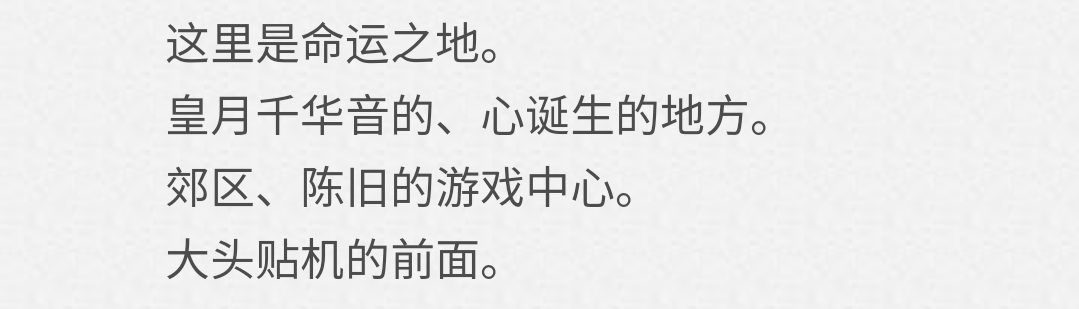 这里是命运之地。
皇月千华音的、心诞生的地方。
郊区、陈旧的游戏中心。
大头贴机的前面。